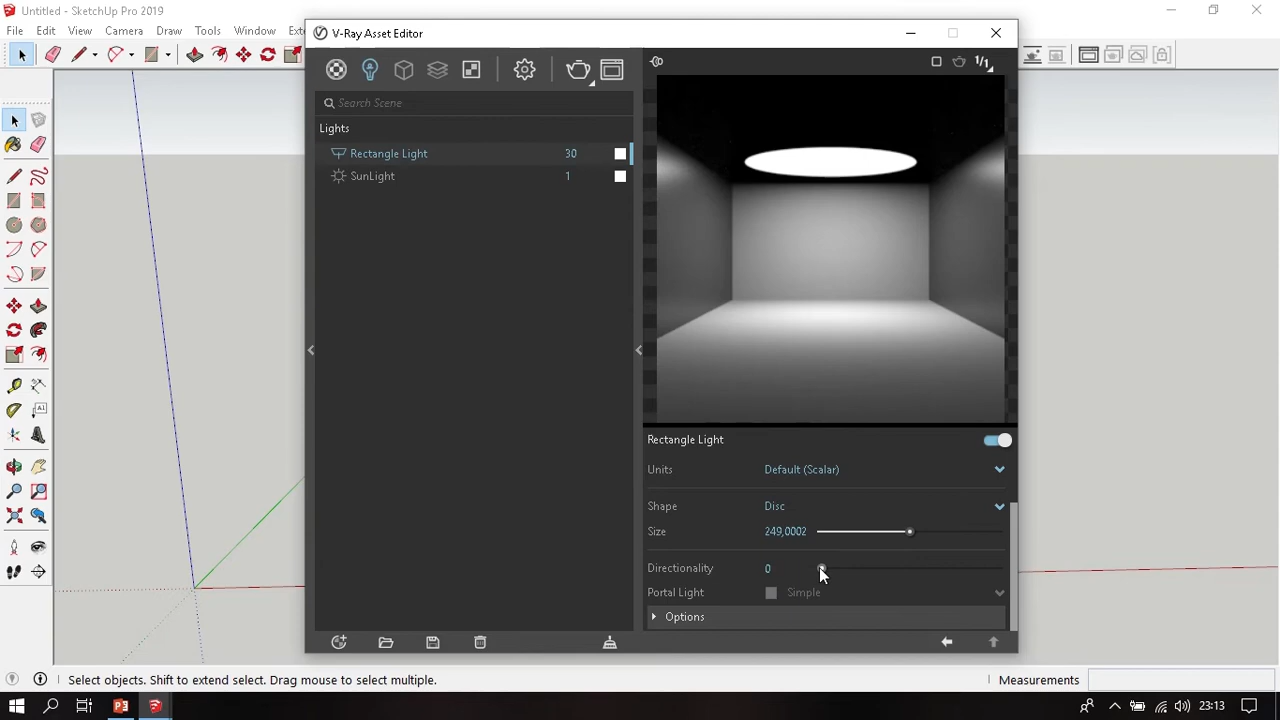 Untitled - SketchUp Pro 2019
File Edit View Camera Draw Tools Window
V-Ray Asset Editor
1/1
Search Scene
Lights
Rectangle Light 30
SunLight 1
Rectangle Light
Units Default (Scalar)
Shape Disc
Size 249,0002
Directionality 0
Portal Light Simple
Options
Select objects. Shift to extend select. Drag mouse to select multiple.
Measurements
23:13